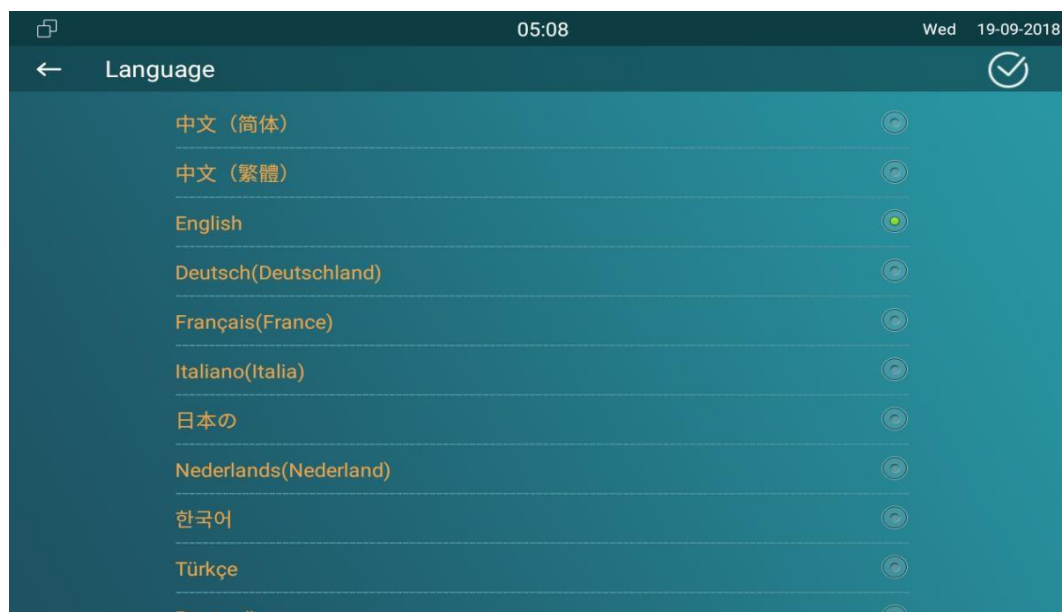 05:08 Wed 19-09-2018
Language
中文（简体）
中文（繁體）
English
Deutsch(Deutschland)
Français(France)
Italiano(Italia)
日本の
Nederlands(Nederland)
한국어
Türkçe